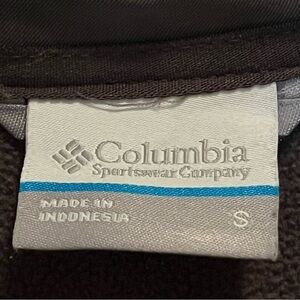 Columbia
Sportswear Company
MADE IN
INDONESIA
S